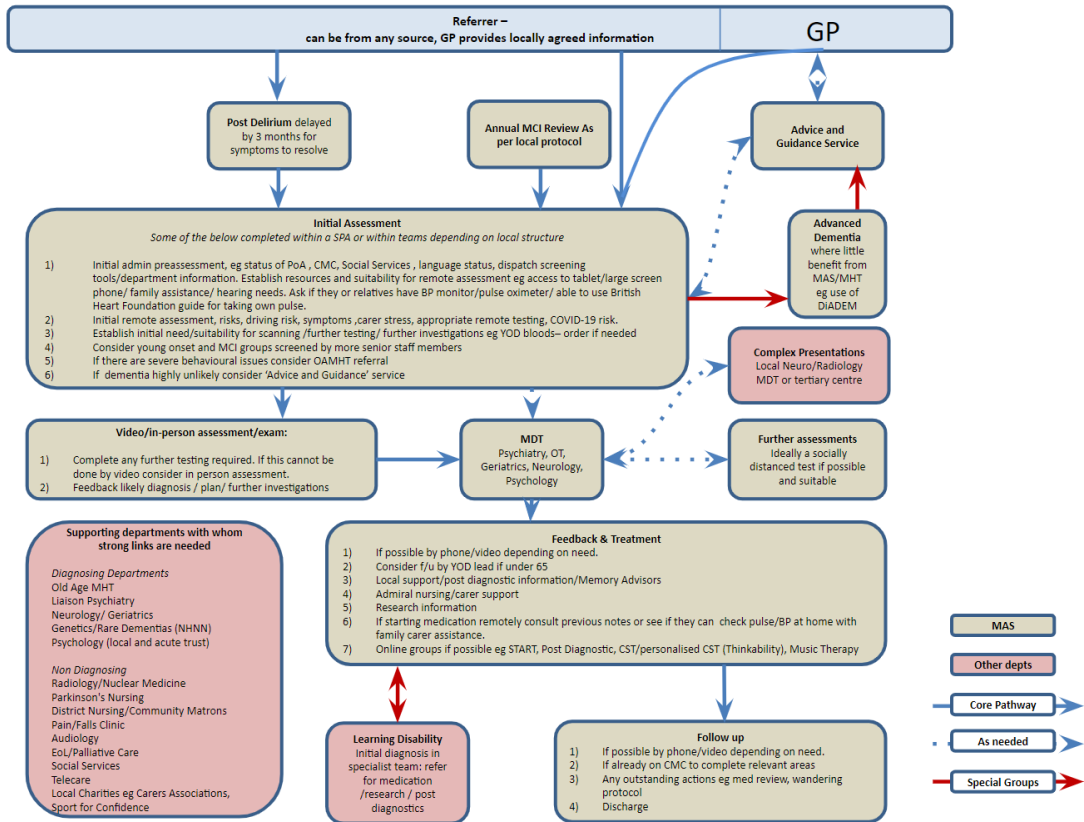 Referrer –
can be from any source, GP provides locally agreed information
GP
Post Delirium delayed
by 3 months for
symptoms to resolve
Annual MCI Review As
per local protocol
Advice and
Guidance Service
Initial Assessment
Some of the below completed within a SPA or within teams depending on local structure
1) Initial admin preassessment, eg status of PoA , CMC, Social Services , language status, dispatch screening
tools/department information. Establish resources and suitability for remote assessment eg access to tablet/large screen
phone/ family assistance/ hearing needs. Ask if they or relatives have BP monitor/pulse oximeter/ able to use British
Heart Foundation guide for taking own pulse.
2) Initial remote assessment, risks, driving risk, symptoms ,carer stress, appropriate remote testing, COVID-19 risk.
3) Establish initial need/suitability for scanning /further testing/ further investigations eg YOD bloods– order if needed
4) Consider young onset and MCI groups screened by more senior staff members
5) If there are severe behavioural issues consider OAMHT referral
6) If dementia highly unlikely consider 'Advice and Guidance' service
Advanced
Dementia
where little
benefit from
MAS/MHT
eg use of
DiADEM
Complex Presentations
Local Neuro/Radiology
MDT or tertiary centre
Video/in-person assessment/exam:
1) Complete any further testing required. If this cannot be
done by video consider in person assessment.
2) Feedback likely diagnosis / plan/ further investigations
MDT
Psychiatry, OT,
Geriatrics, Neurology,
Psychology
Further assessments
Ideally a socially
distanced test if possible
and suitable
Supporting departments with whom
strong links are needed
Diagnosing Departments
Old Age MHT
Liaison Psychiatry
Neurology/ Geriatrics
Genetics/Rare Dementias (NHNN)
Psychology (local and acute trust)
Non Diagnosing
Radiology/Nuclear Medicine
Parkinson's Nursing
District Nursing/Community Matrons
Pain/Falls Clinic
Audiology
EoL/Palliative Care
Social Services
Telecare
Local Charities eg Carers Associations,
Sport for Confidence
Feedback & Treatment
1) If possible by phone/video depending on need.
2) Consider f/u by YOD lead if under 65
3) Local support/post diagnostic information/Memory Advisors
4) Admiral nursing/carer support
5) Research information
6) If starting medication remotely consult previous notes or see if they can check pulse/BP at home with
family carer assistance.
7) Online groups if possible eg START, Post Diagnostic, CST/personalised CST (Thinkability), Music Therapy
Learning Disability
Initial diagnosis in
specialist team: refer
for medication
/research / post
diagnostics
Follow up
1) If possible by phone/video depending on need.
2) If already on CMC to complete relevant areas
3) Any outstanding actions eg med review, wandering
protocol
4) Discharge
MAS
Other depts
Core Pathway
As needed
Special Groups